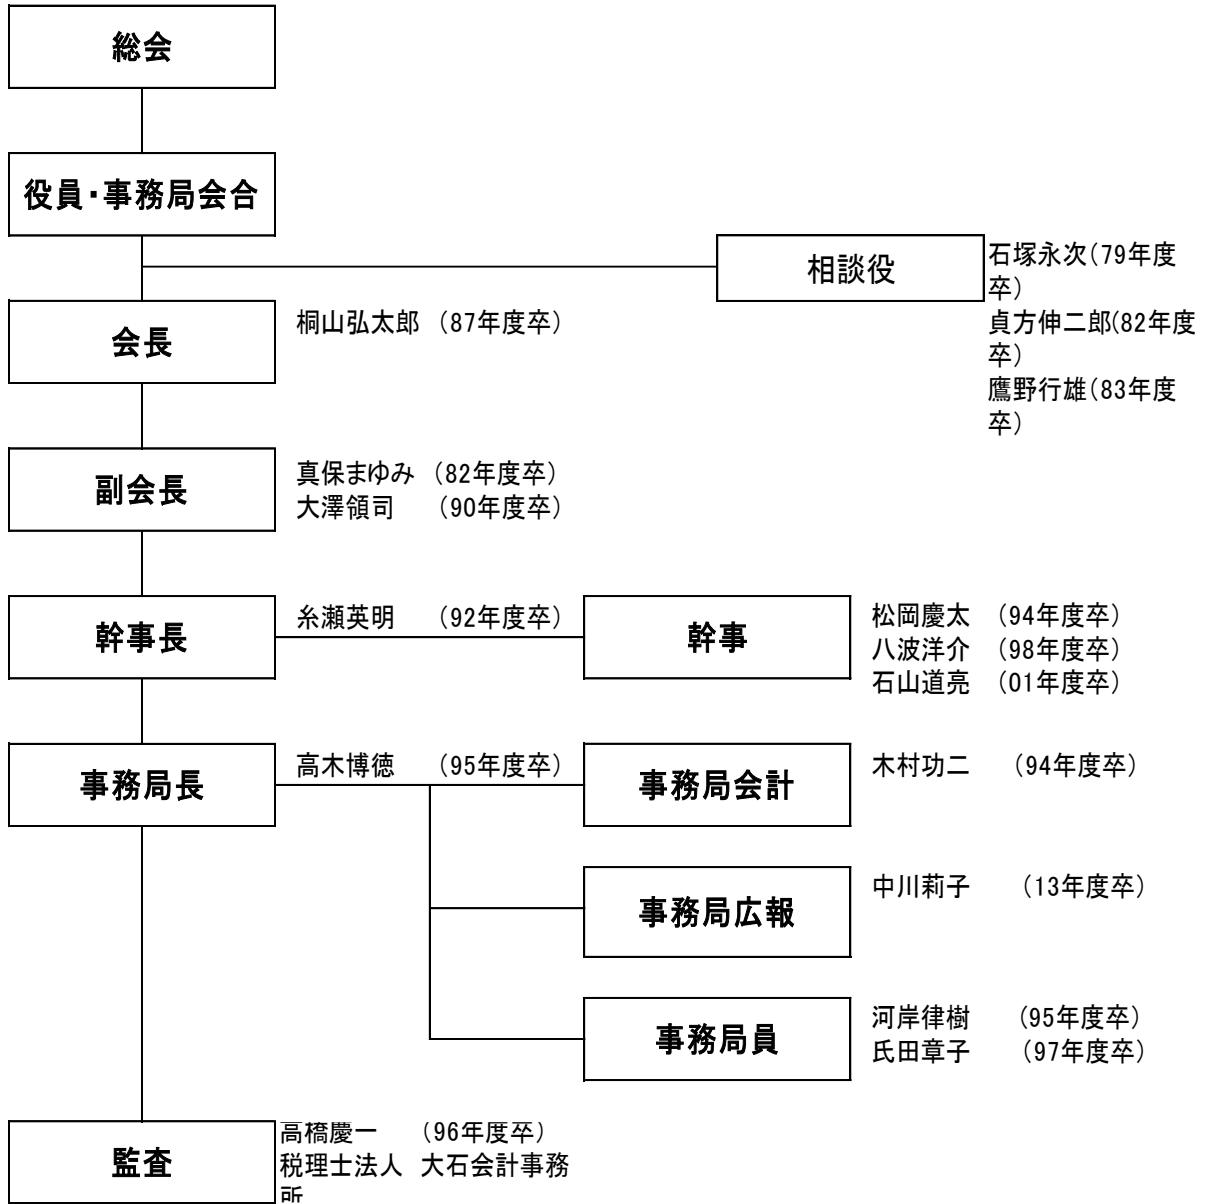 総会
役員・事務局会合
相談役
石塚永次(79年度
卒)
貞方伸二郎(82年度
卒)
鷹野行雄(83年度
卒)
会長
桐山弘太郎 (87年度卒)
副会長
真保まゆみ (82年度卒)
大澤領司 (90年度卒)
幹事長
糸瀬英明 (92年度卒)
幹事
松岡慶太 (94年度卒)
八波洋介 (98年度卒)
石山道亮 (01年度卒)
事務局長
高木博徳 (95年度卒)
事務局会計
木村功二 (94年度卒)
事務局広報
中川莉子 (13年度卒)
事務局員
河岸律樹 (95年度卒)
氏田章子 (97年度卒)
監査
高橋慶一 (96年度卒)
税理士法人 大石会計事務
所